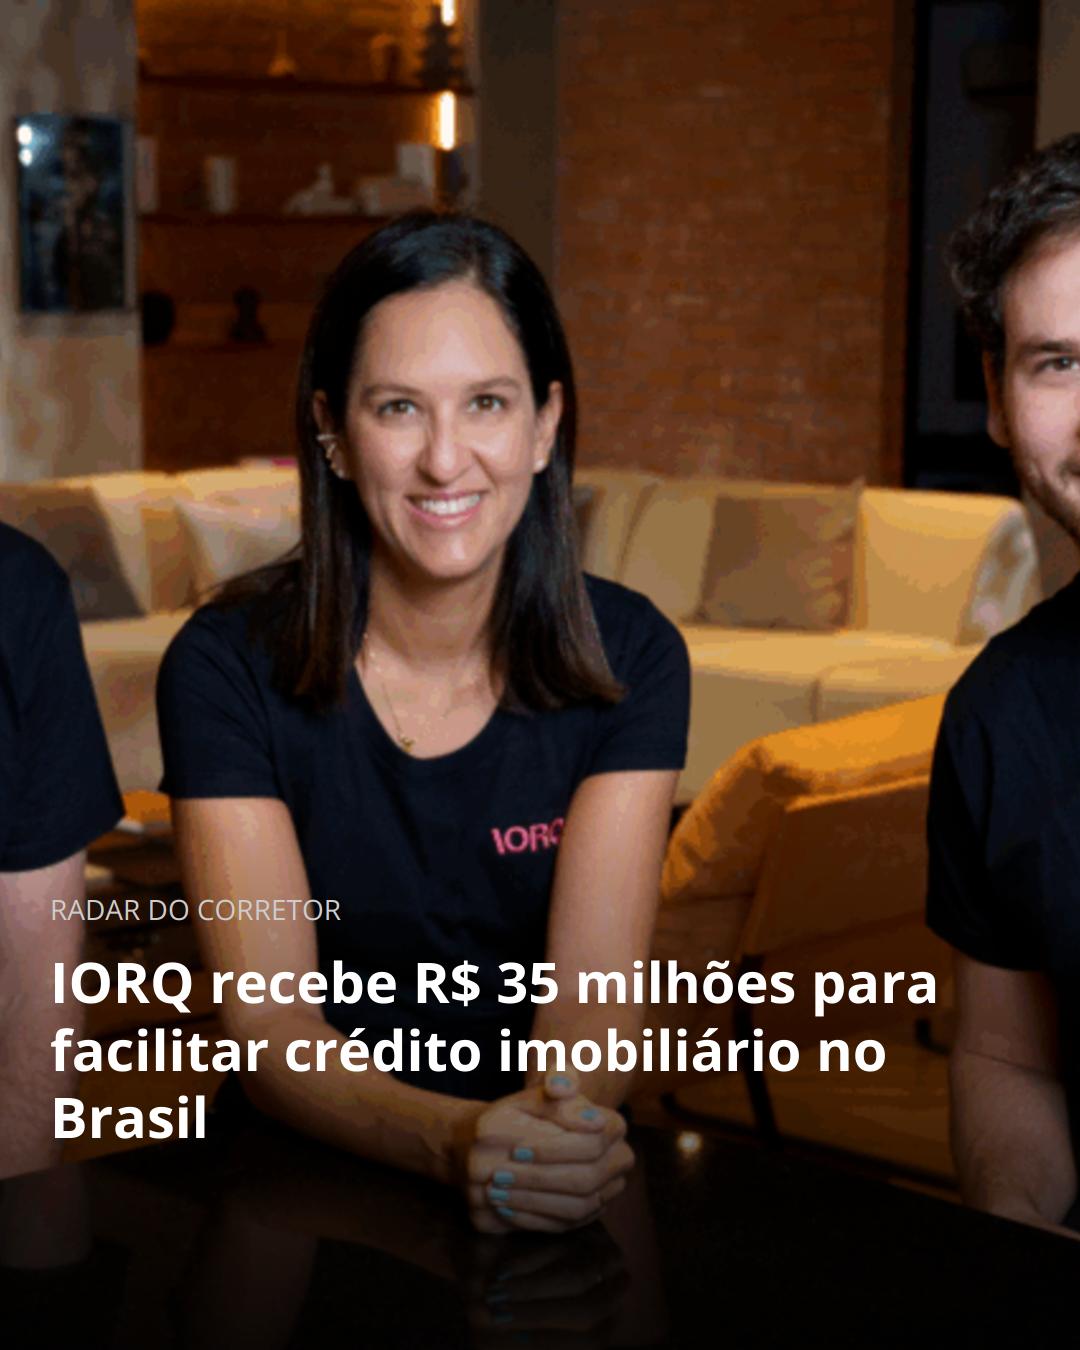 IORQ
RADAR DO CORRETOR
IORQ recebe R$ 35 milhões para
facilitar crédito imobiliário no
Brasil